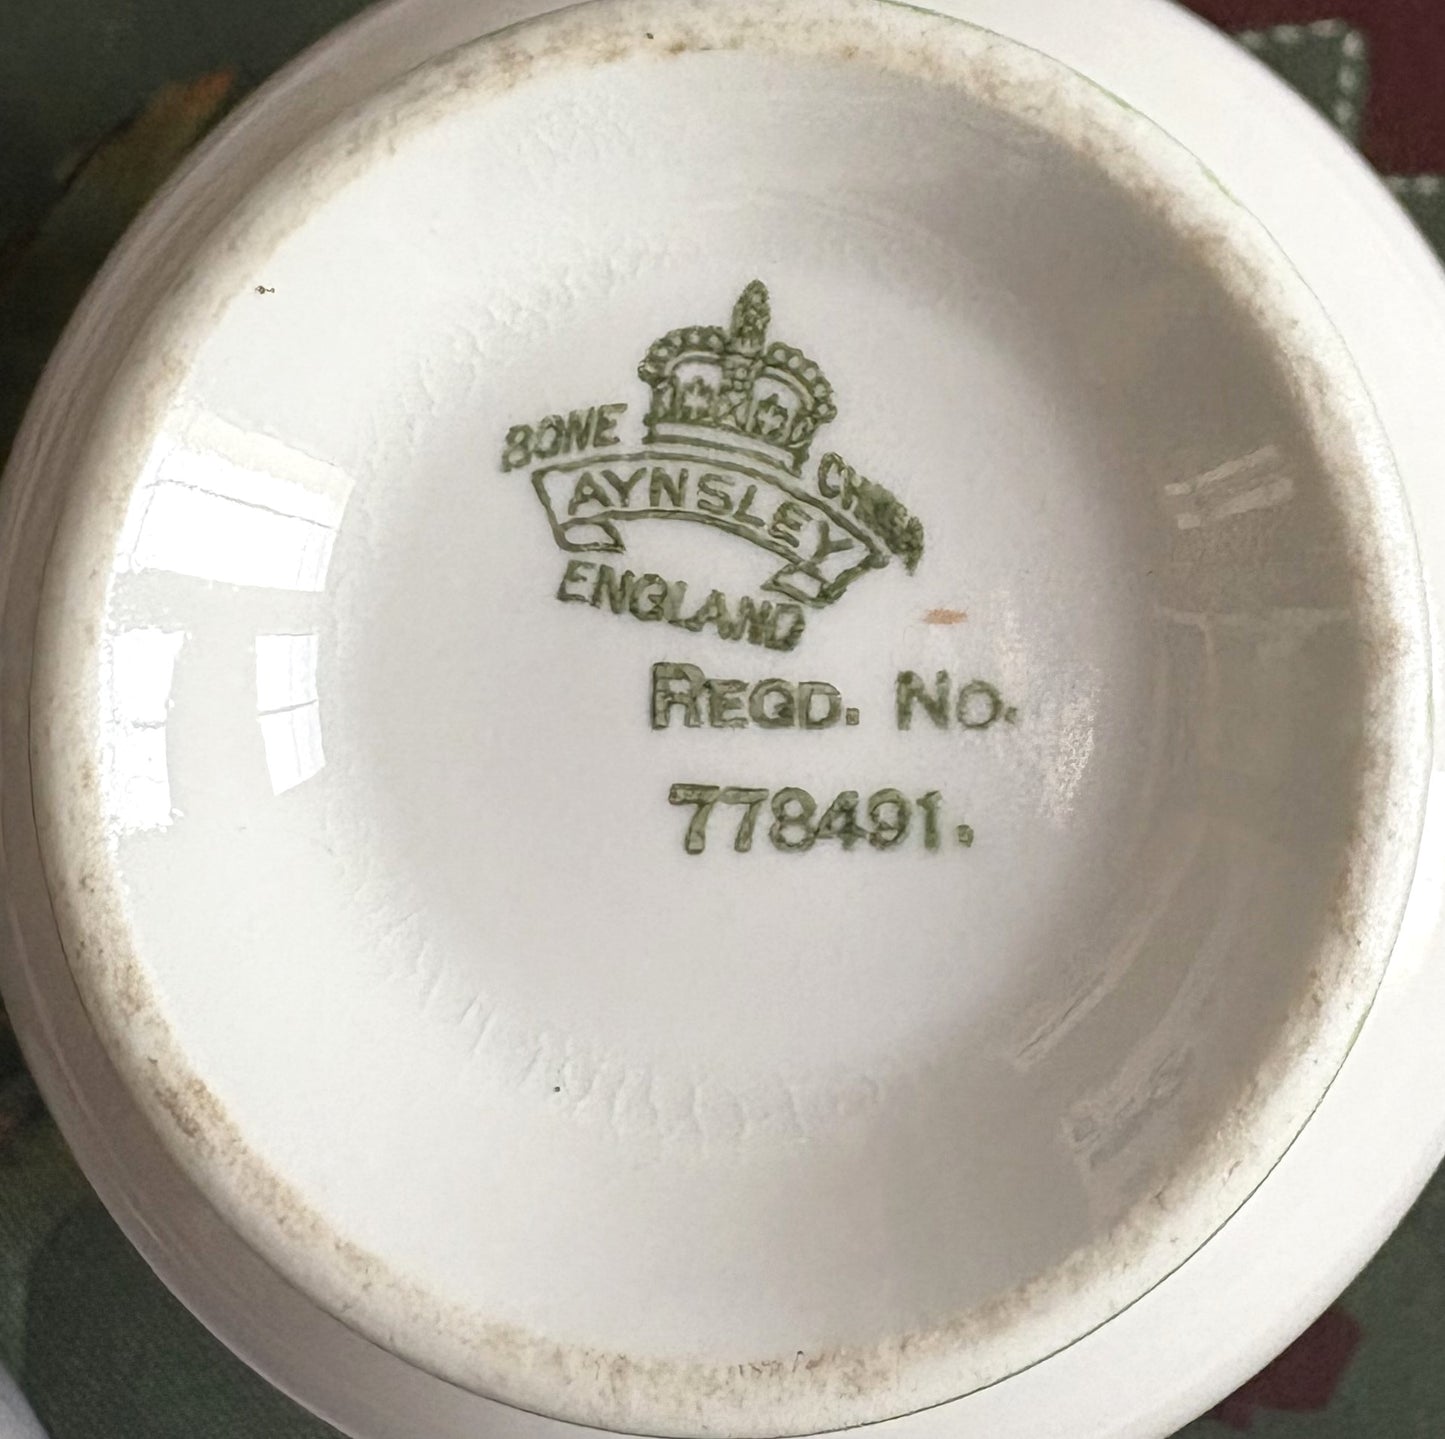 BONE CHINA
AYNSLEY
ENGLAND
REGD. NO.
778491.